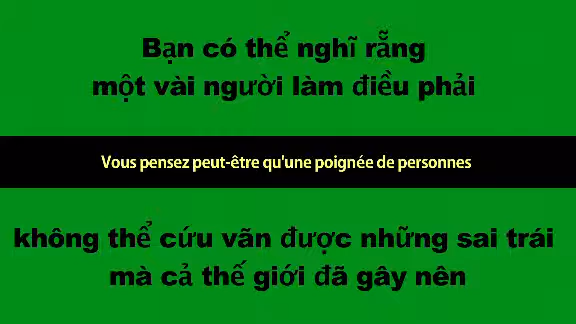 Bạn có thể nghĩ rằng
một vài người làm điều phải
Vous pensez peut-être qu'une poignée de personnes
không thể cứu vãn được những sai trái
mà cả thế giới đã gây nên